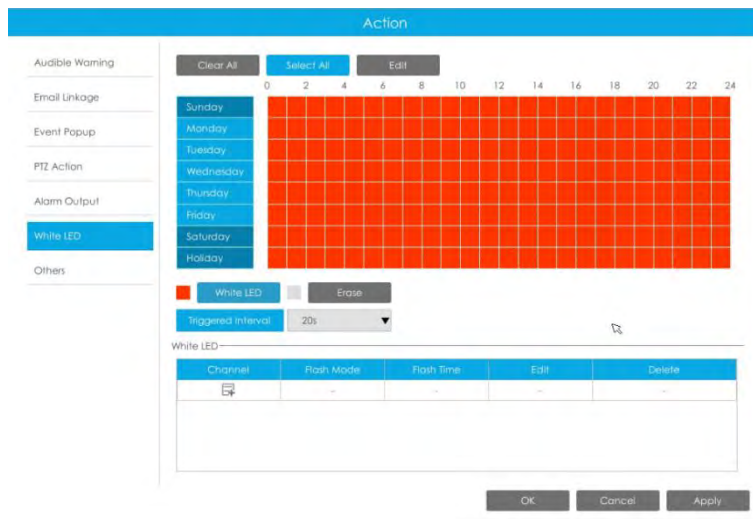 Action
Audible Warning
Email Linkage
Event Popup
PTZ Action
Alarm Output
White LED
Others
Clear All Select All Edit
0 2 4 6 8 10 12 14 16 18 20 22 24
Sunday
Monday
Tuesday
Wednesday
Thursday
Friday
Saturday
Holiday
White LED Erase
Triggered Interval 20s
White LED
Channel Flash Mode Flash Time Edit Delete
- - - -
OK Cancel Apply